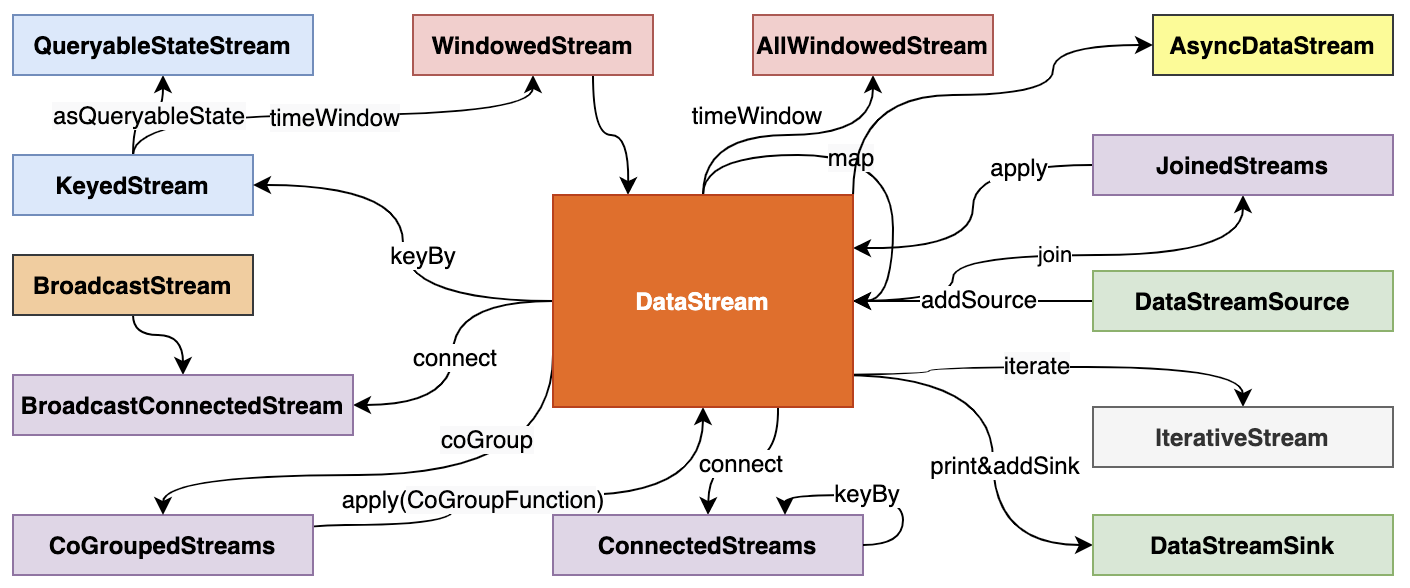 QueryableStateStream
WindowedStream
AllWindowedStream
AsyncDataStream
asQueryableState
timeWindow
timeWindow
map
KeyedStream
apply
JoinedStreams
keyBy
join
BroadcastStream
DataStream
addSource
DataStreamSource
connect
iterate
BroadcastConnectedStream
IterativeStream
coGroup
connect
print&addSink
apply(CoGroupFunction)
keyBy
CoGroupedStreams
ConnectedStreams
DataStreamSink